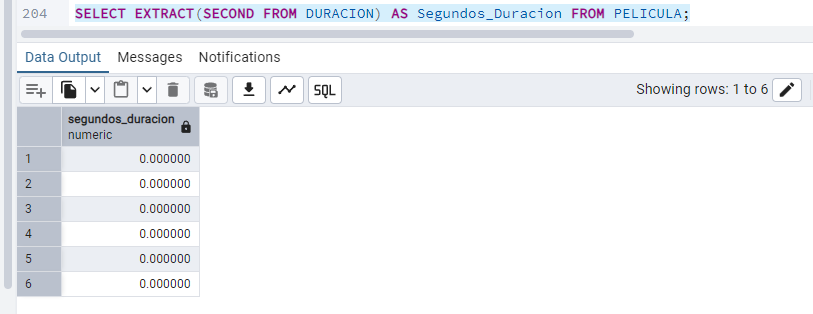 204 SELECT EXTRACT(SECOND FROM DURACION) AS Segundos_Duracion FROM PELICULA;
Data Output Messages Notifications
SQL Showing rows: 1 to 6
segundos_duracion
numeric
1 0.000000
2 0.000000
3 0.000000
4 0.000000
5 0.000000
6 0.000000